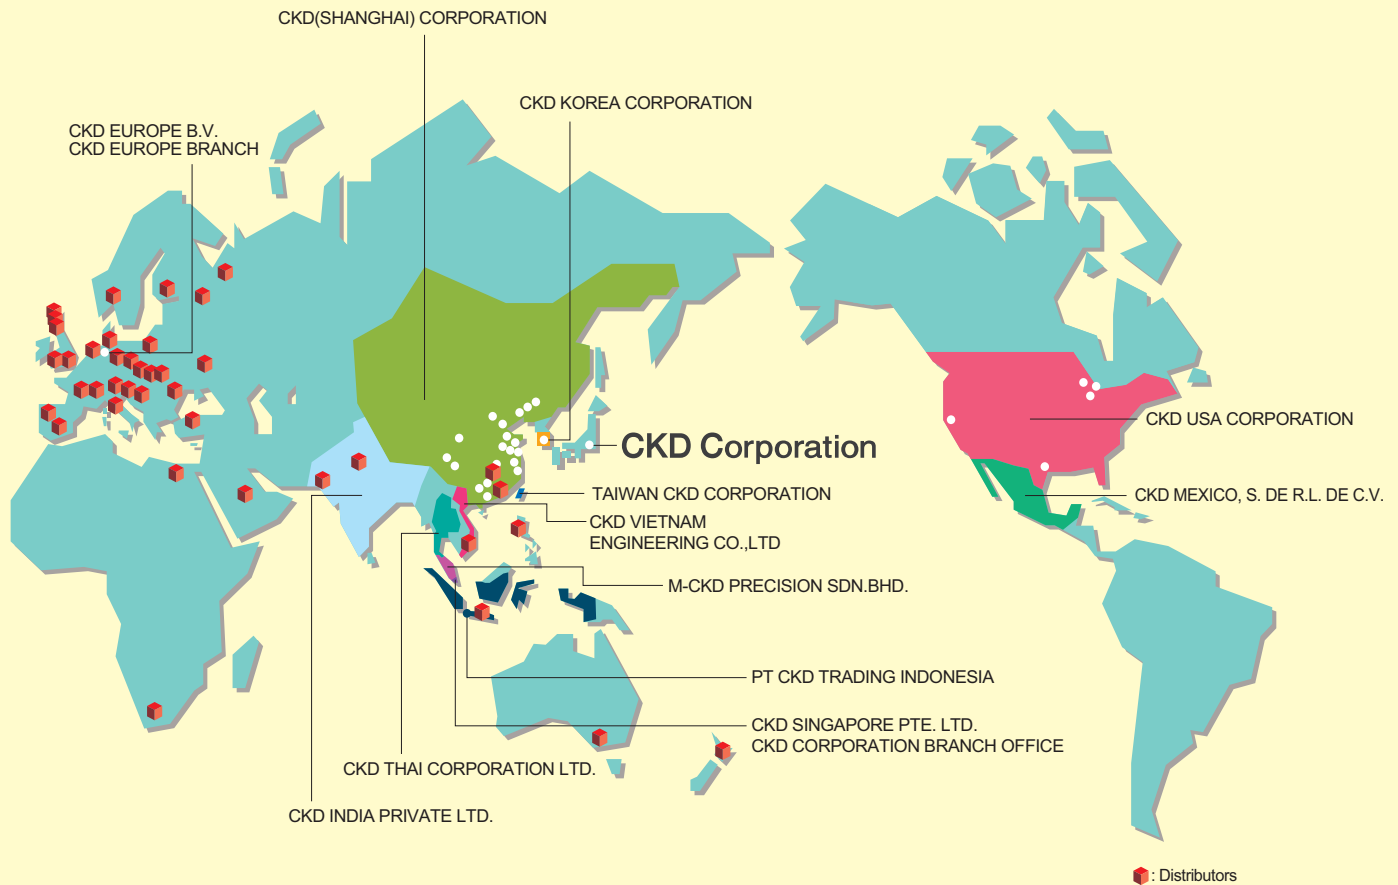 CKD(SHANGHAI) CORPORATION
CKD KOREA CORPORATION
CKD EUROPE B.V.
CKD EUROPE BRANCH
CKD USA CORPORATION
CKD Corporation
TAIWAN CKD CORPORATION
CKD MEXICO, S. DE R.L. DE C.V.
CKD VIETNAM
ENGINEERING CO.,LTD
M-CKD PRECISION SDN.BHD.
PT CKD TRADING INDONESIA
CKD SINGAPORE PTE. LTD.
CKD CORPORATION BRANCH OFFICE
CKD THAI CORPORATION LTD.
CKD INDIA PRIVATE LTD.
: Distributors